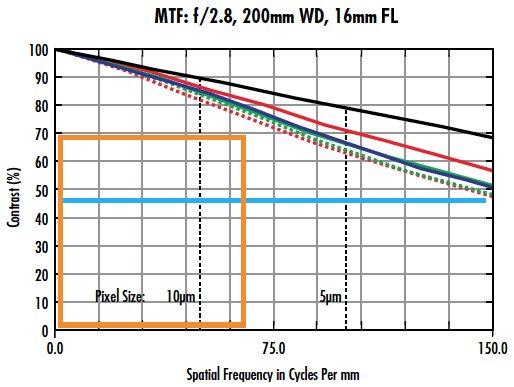 MTF: f/2.8, 200mm WD, 16mm FL
100
90
80
70
60
50
40
30
20
10
0
Contrast (%)
Pixel Size: 10µm 5µm
0.0 75.0 150.0
Spatial Frequency in Cycles Per mm